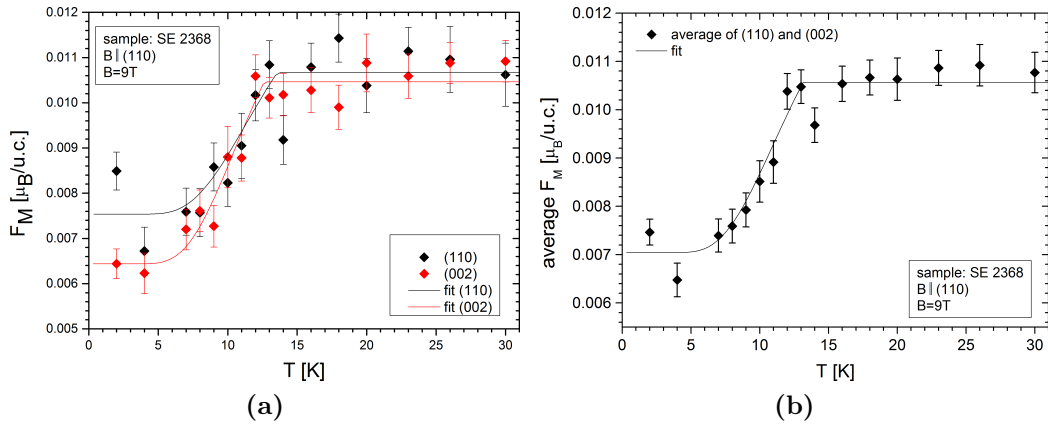 sample: SE 2368
B ∥ (110)
B=9T
F_M [μ_B/u.c.]
0.012
0.011
0.010
0.009
0.008
0.007
0.006
0.005
0 5 10 15 20 25 30
T [K]
(110)
(002)
fit (110)
fit (002)
(a)
average of (110) and (002)
fit
average F_M [μ_B/u.c.]
0.012
0.011
0.010
0.009
0.008
0.007
0.006
0 5 10 15 20 25 30
T [K]
sample: SE 2368
B ∥ (110)
B=9T
(b)